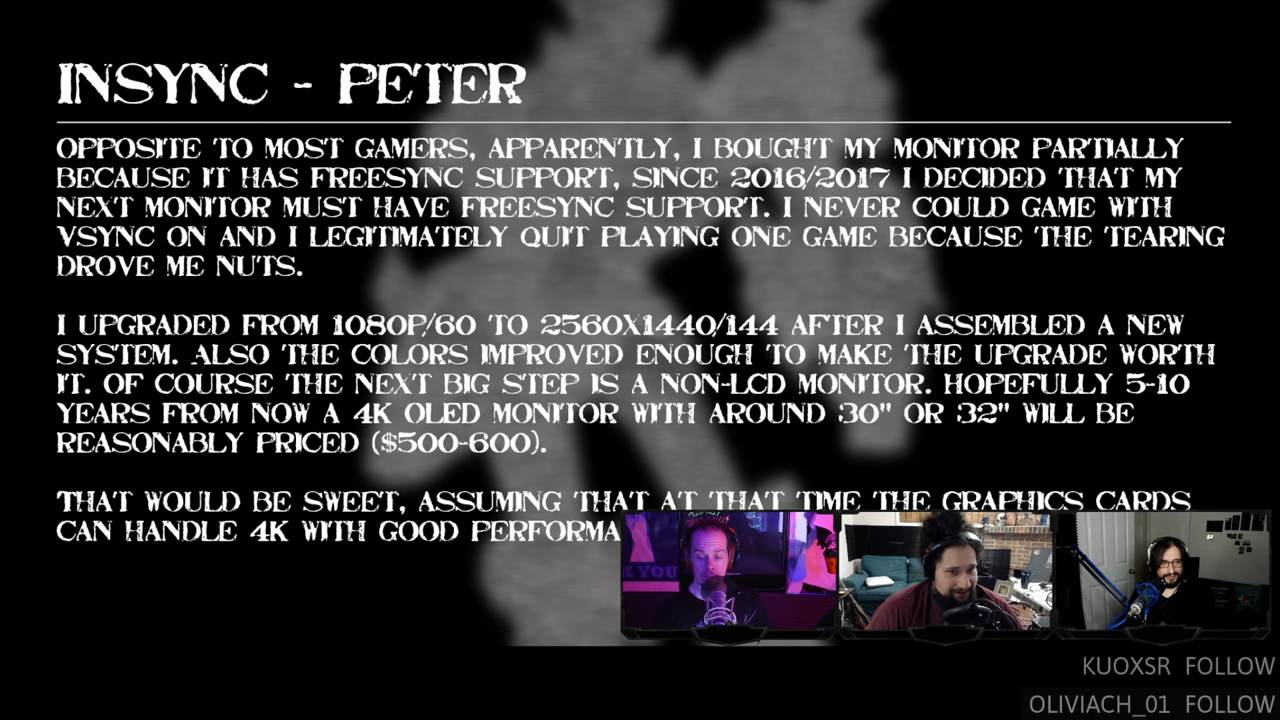 INSYNC - PETER
OPPOSITE TO MOST GAMERS, APPARENTLY, I BOUGHT MY MONITOR PARTIALLY
BECAUSE IT HAS FREESYNC SUPPORT, SINCE 2016/2017 I DECIDED THAT MY
NEXT MONITOR MUST HAVE FREESYNC SUPPORT. I NEVER COULD GAME WITH
VSYNC ON AND I LEGITIMATELY QUIT PLAYING ONE GAME BECAUSE THE TEARING
DROVE ME NUTS.
I UPGRADED FROM 1080P/60 TO 2560X1440/144 AFTER I ASSEMBLED A NEW
SYSTEM. ALSO THE COLORS IMPROVED ENOUGH TO MAKE THE UPGRADE WORTH
IT. OF COURSE THE NEXT BIG STEP IS A NON-LCD MONITOR. HOPEFULLY 5-10
YEARS FROM NOW A 4K OLED MONITOR WITH AROUND 30" OR 32" WILL BE
REASONABLY PRICED ($500-600).
THAT WOULD BE SWEET, ASSUMING THAT AT THAT TIME THE GRAPHICS CARDS
CAN HANDLE 4K WITH GOOD PERFORMA
YOU
KUOXSR FOLLOW
OLIVIACH_01 FOLLOW